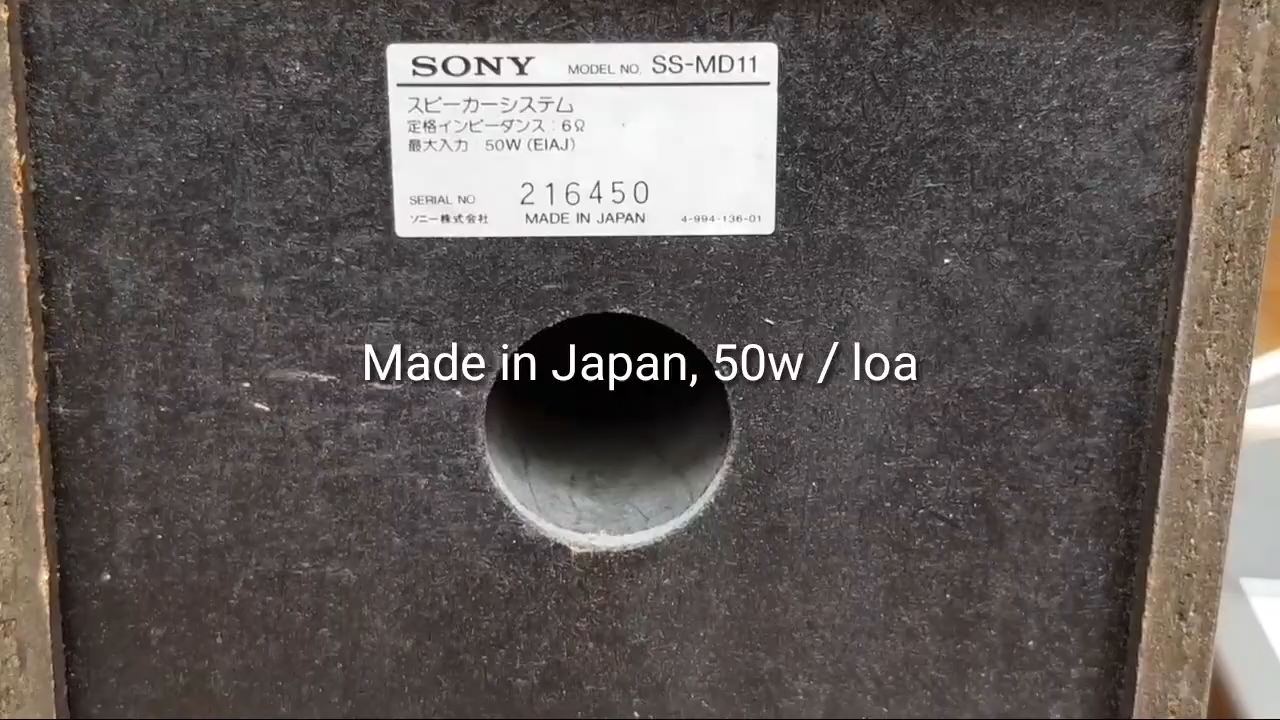 SONY MODEL NO. SS-MD11
スピーカーシステム
定格インピーダンス : 6Ω
最大入力 50W (EIAJ)
SERIAL NO 216450
ソニー株式会社 MADE IN JAPAN 4-994-136-01
Made in Japan, 50w / loa